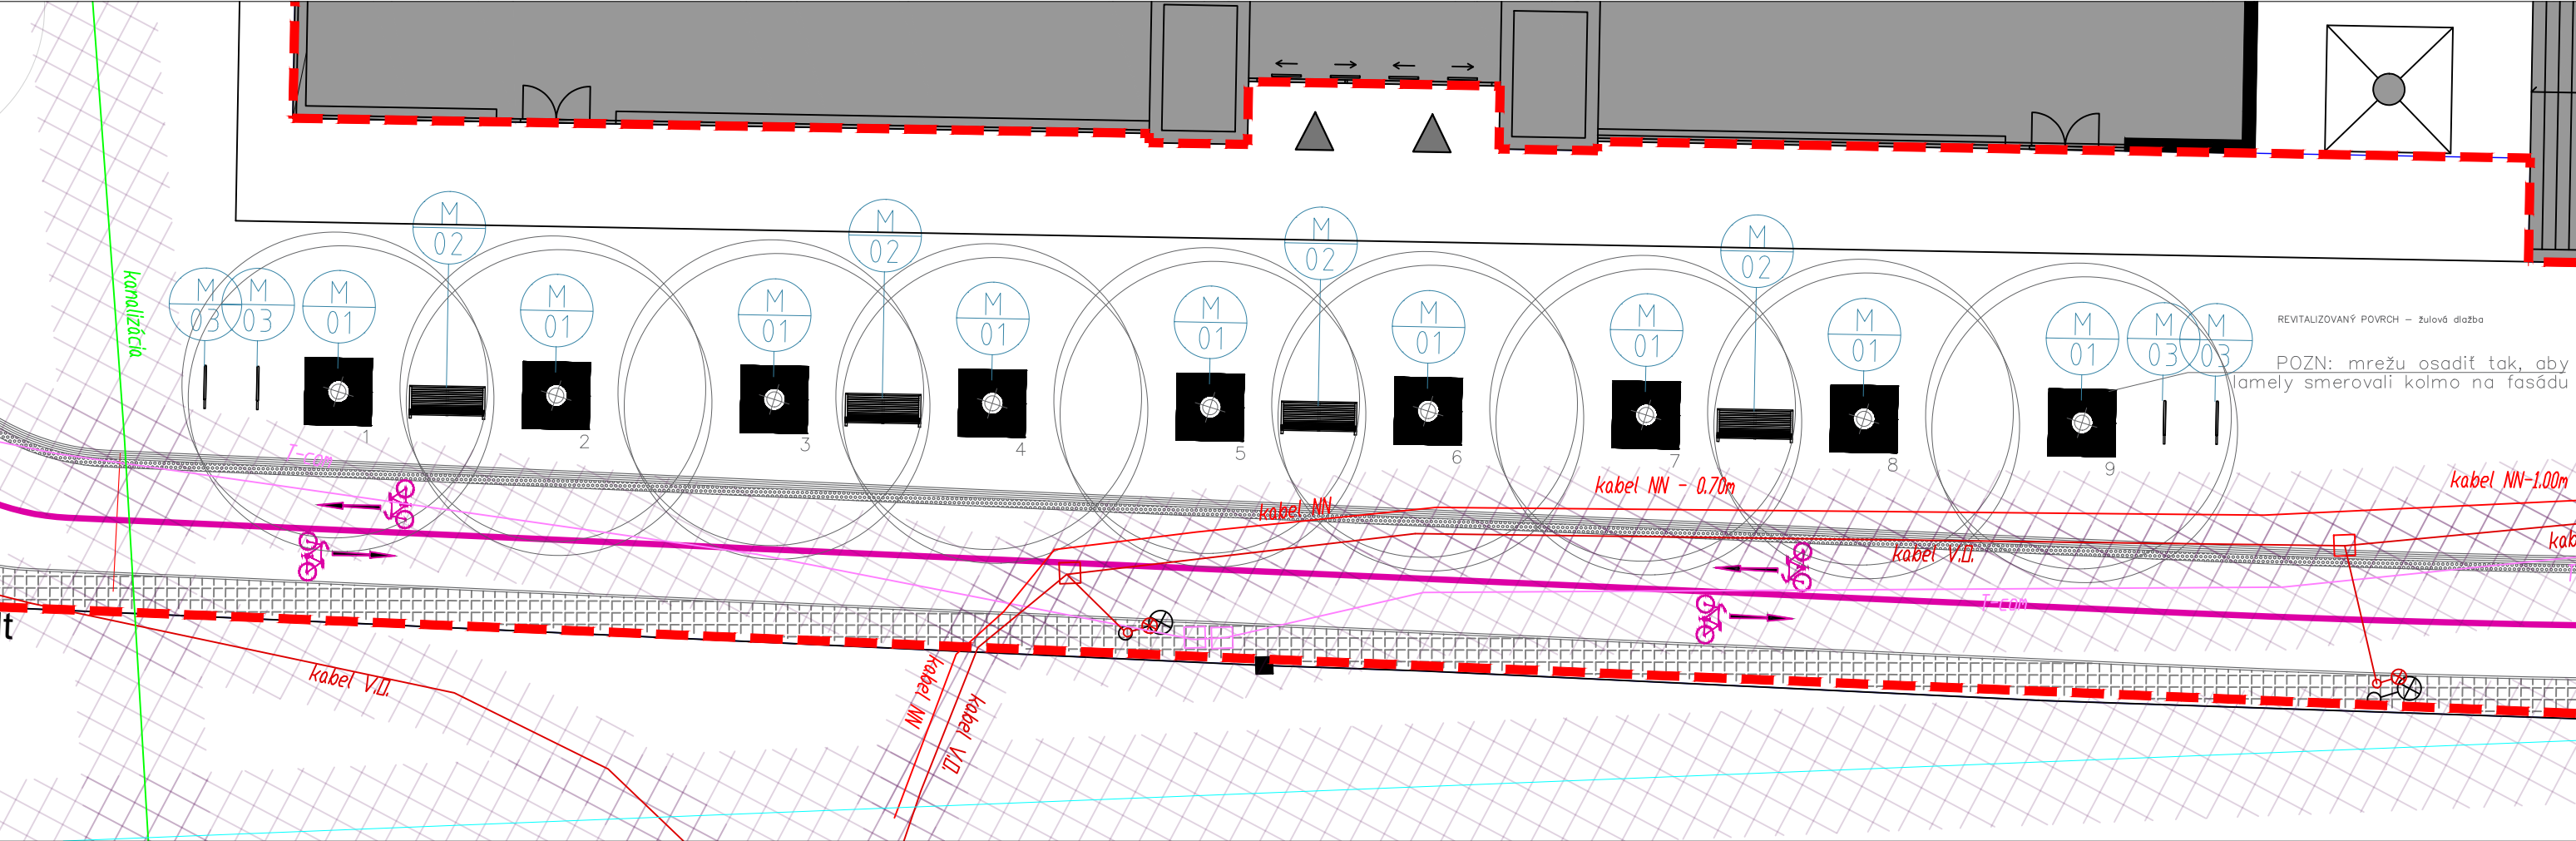 M
02
M
02
M
02
M
02
M
03
M
03
M
01
M
01
M
01
M
01
M
01
M
01
M
01
M
01
M
01
M
03
M
03
kanalizácia
REVITALIZOVANÝ POVRCH – žulová dlažba
POZN: mrežu osadiť tak, aby
lamely smerovali kolmo na fasádu
1
2
3
4
5
6
7
8
9
T-com
kabel NN
kabel NN - 0.70m
kabel NN-1.00m
kabel V.O.
kab
T-com
t
kabel V.O.
kabel NN
kabel V.O.